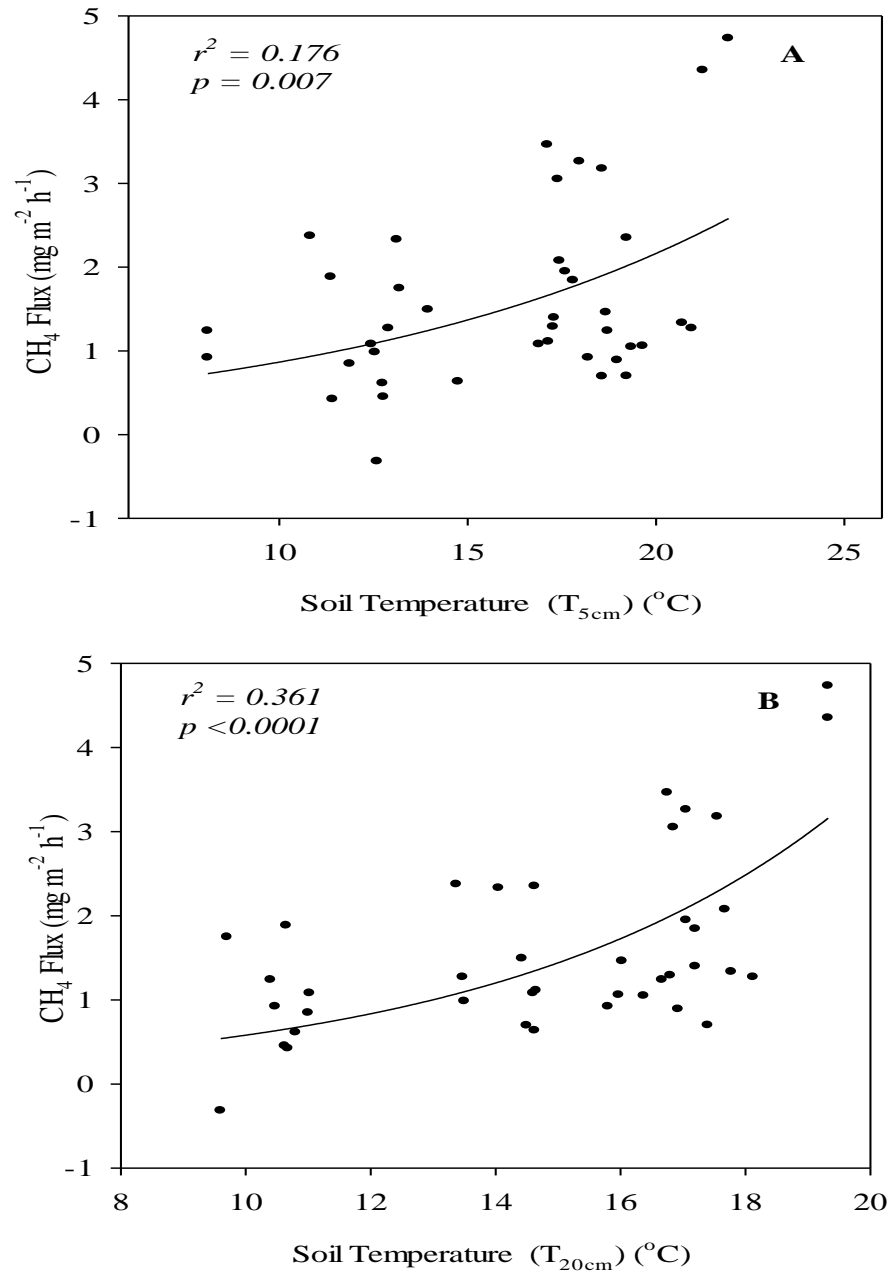 5
r² = 0.176
A
p = 0.007
4
3
2
1
0
-1
CH₄ Flux (mg m⁻² h⁻¹)
10 15 20 25
Soil Temperature (T₅cm) (°C)
5
r² = 0.361
B
p <0.0001
4
3
2
1
0
-1
CH₄ Flux (mg m⁻² h⁻¹)
8 10 12 14 16 18 20
Soil Temperature (T₂₀cm) (°C)